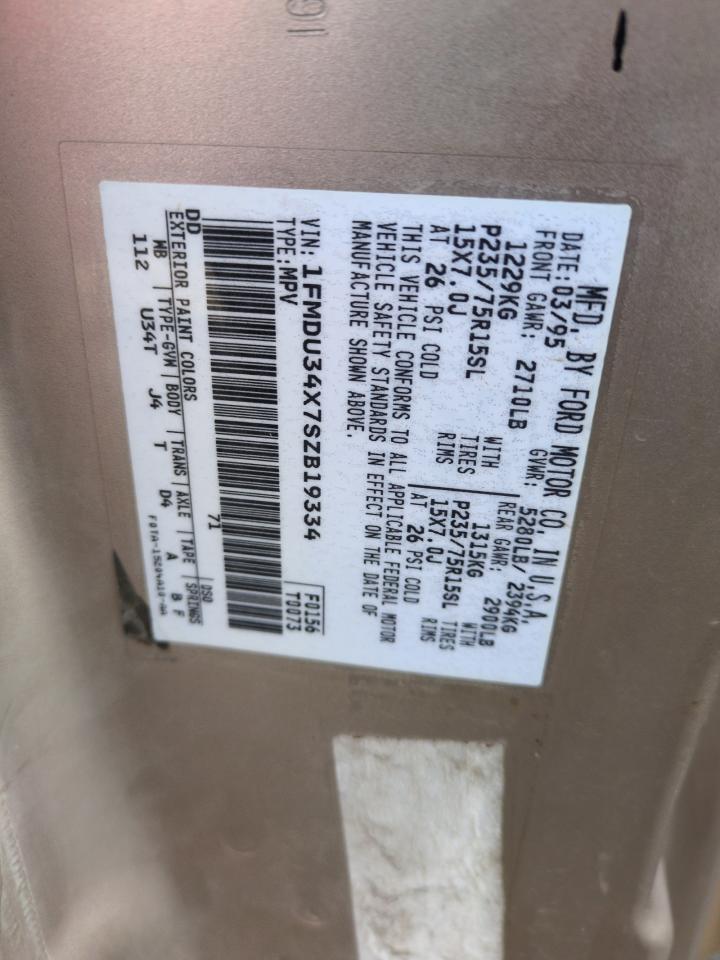 MFD. BY FORD MOTOR CO. IN U.S.A.
DATE: 03/95 GVWR: 5280LB/ 2394KG
FRONT GAWR: 2710LB REAR GAWR: 2900LB
1229KG WITH 1315KG WITH
P235/75R15SL TIRES P235/75R15SL TIRES
15X7.0J RIMS 15X7.0J RIMS
AT 26 PSI COLD AT 26 PSI COLD
THIS VEHICLE CONFORMS TO ALL APPLICABLE FEDERAL MOTOR
VEHICLE SAFETY STANDARDS IN EFFECT ON THE DATE OF
MANUFACTURE SHOWN ABOVE.
VIN: 1FMDU34X7SZB19334 F0156
TYPE: MPV T0073
DD 71
EXTERIOR PAINT COLORS DSO
WB | TYPE-GVM | BODY | TRANS | AXLE | TAPE | SPRINGS
112 U34T J4 T D4 A B F